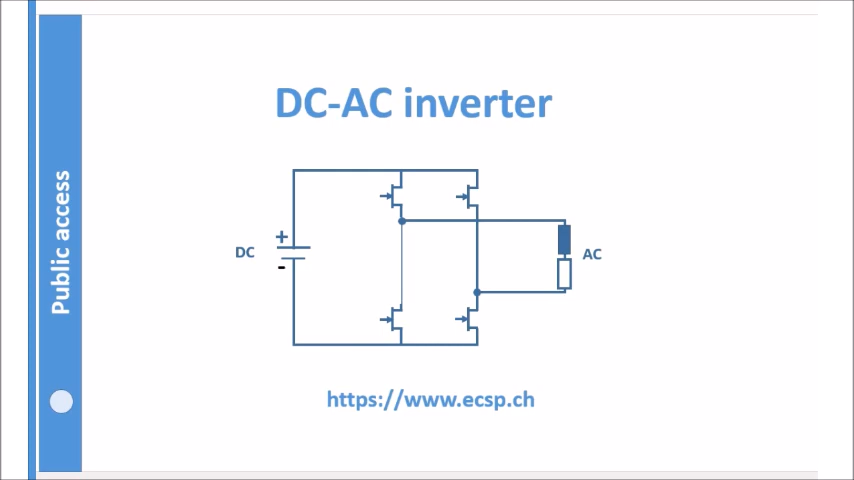 Public access
DC-AC inverter
DC
+
-
AC
https://www.ecsp.ch